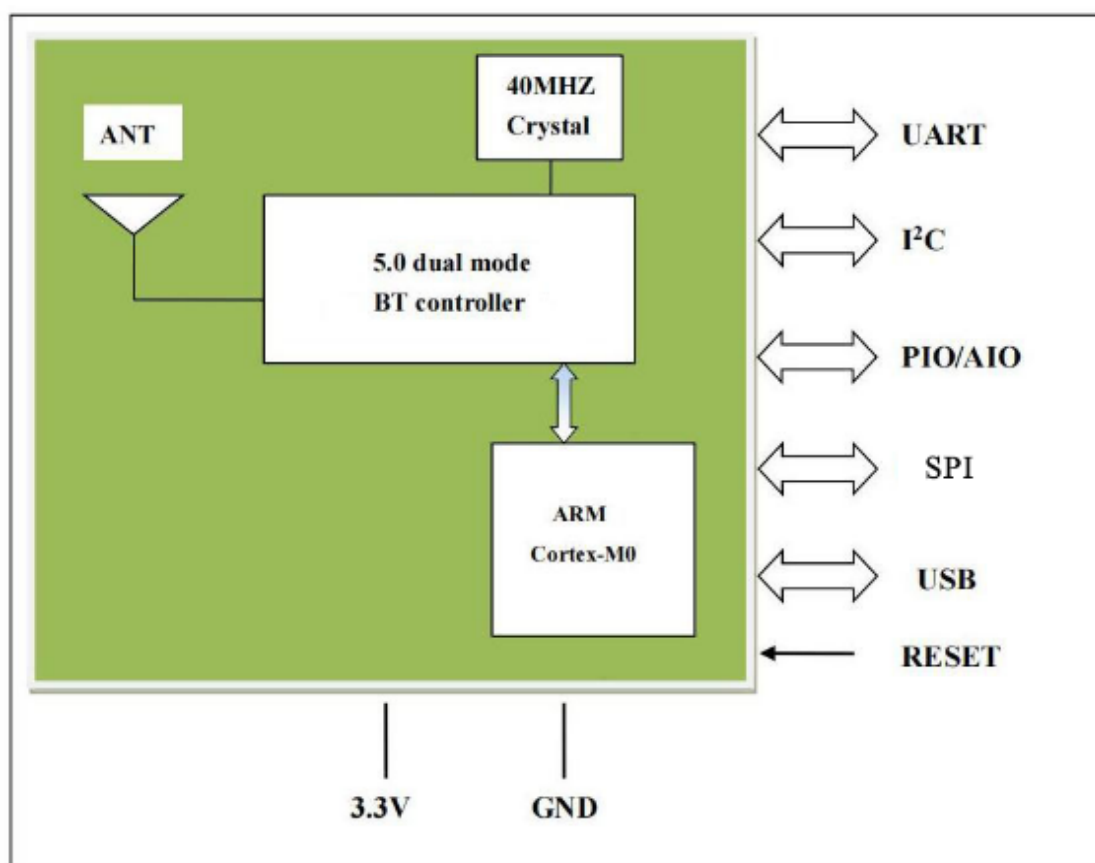 40MHZ
Crystal
ANT
UART
I²C
5.0 dual mode
BT controller
PIO/AIO
SPI
ARM
Cortex-M0
USB
RESET
3.3V
GND